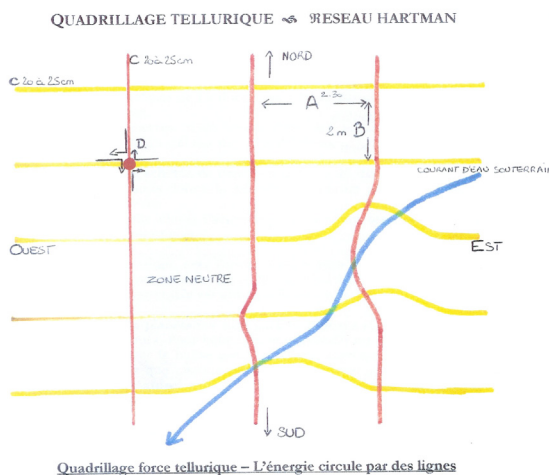 QUADRILLAGE TELLURIQUE RESEAU HARTMAN
C 20 à 25cm
NORD
C 20 à 25cm
A 2.50
2m B
D.
COURANT D'EAU SOUTERRAIN
OUEST
EST
ZONE NEUTRE
SUD
Quadrillage force tellurique – L'énergie circule par des lignes